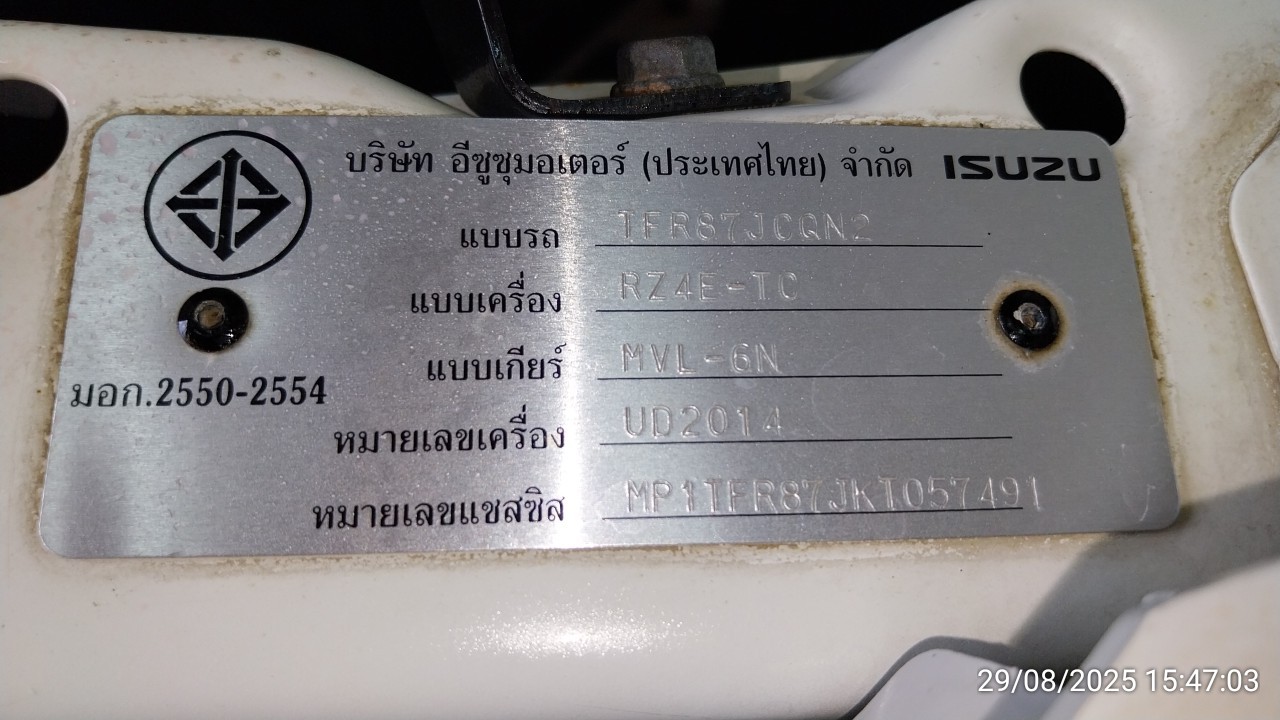 บริษัท อีซูซุมอเตอร์ (ประเทศไทย) จำกัด ISUZU
แบบรถ TFR87JCQN2
แบบเครื่อง RZ4E-TC
แบบเกียร์ MVL-6N
มอก.2550-2554
หมายเลขเครื่อง UD2014
หมายเลขแชสซิส MP1TFR87JKT057491
29/08/2025 15:47:03